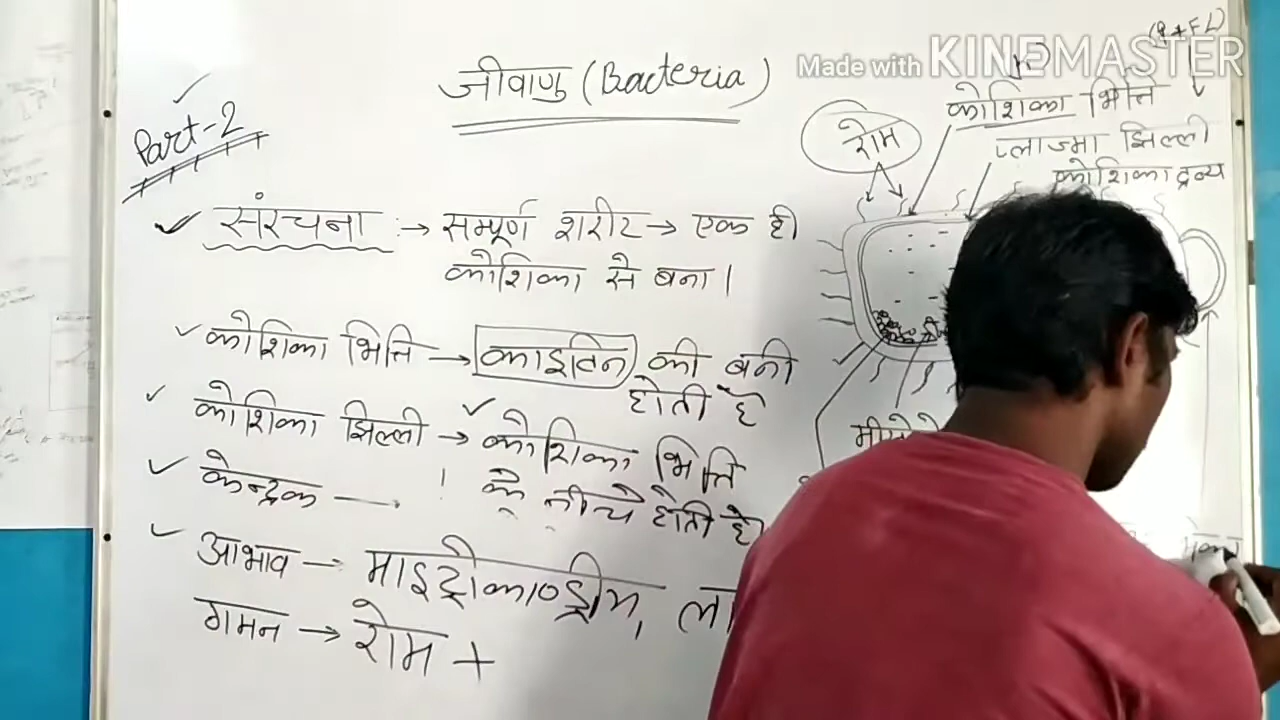 Made with KINEMASTER
जीवाणु (Bacteria)
Part-2
रोम
कोशिका भित्ति
प्लाज्मा झिल्ली
कोशिकाद्रव्य
संरचना :→ सम्पूर्ण शरीर → एक ही
कोशिका से बना।
कोशिका भित्ति → काइटिन की बनी
होती है
कोशिका झिल्ली → कोशिका भित्ति
के नीचे होती है।
केन्द्रक —
आभाव — माइट्रोकाण्ड्रीम, ला
गमन → रोम +